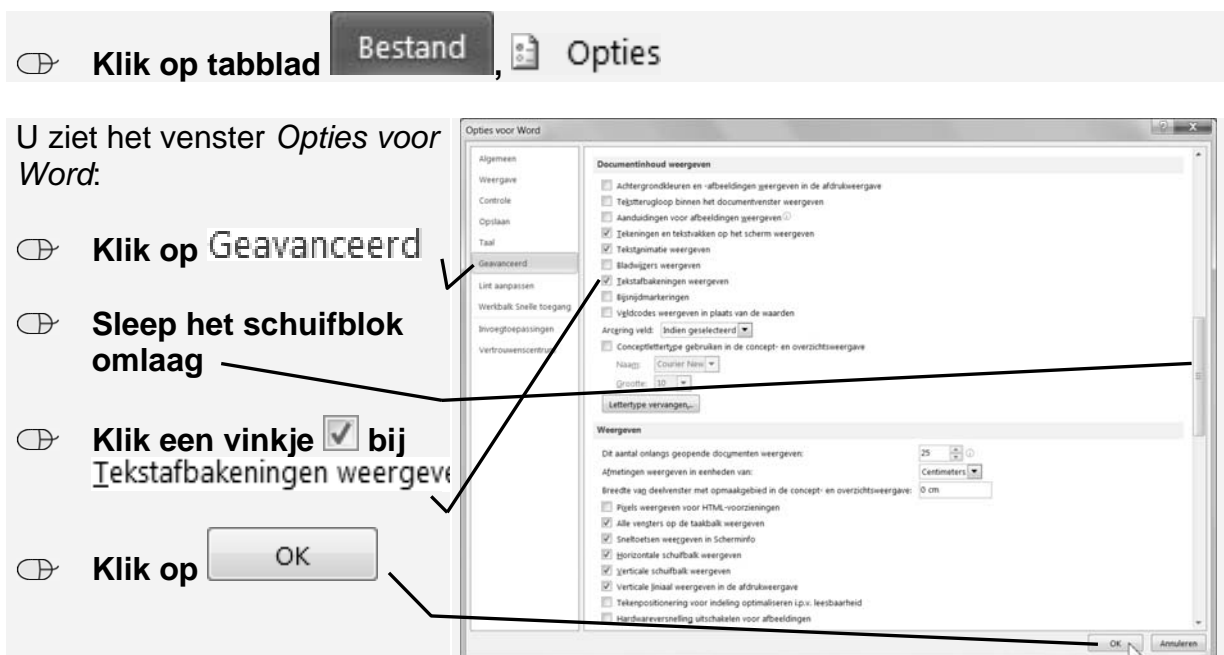 Klik op tabblad Bestand, Opties
U ziet het venster Opties voor
Word:
Klik op Geavanceerd
Sleep het schuifblok
omlaag
Klik een vinkje bij
Tekstafbakeningen weergeve
Klik op OK
Opties voor Word
Algemeen
Weergave
Controle
Opslaan
Taal
Geavanceerd
Lint aanpassen
Werkbalk Snelle toegang
Invoegtoepassingen
Vertrouwenscentrum
Documentinhoud weergeven
Achtergrondkleuren en -afbeeldingen weergeven in de afdrukweergave
Tekstterugloop binnen het documentvenster weergeven
Aanduidingen voor afbeeldingen weergeven
Tekeningen en tekstvakken op het scherm weergeven
Tekstanimatie weergeven
Bladwijzers weergeven
Tekstafbakeningen weergeven
Bijsnijdmarkeringen
Veldcodes weergeven in plaats van de waarden
Arcering veld: Indien geselecteerd
Conceptlettertype gebruiken in de concept- en overzichtsweergave
Naam: Courier New
Grootte: 10
Lettertype vervangen...
Weergeven
Dit aantal onlangs geopende documenten weergeven: 25
Afmetingen weergeven in eenheden van: Centimeters
Breedte van deelvenster met opmaakgebied in de concept- en overzichtsweergave: 0 cm
Pixels weergeven voor HTML-voorzieningen
Alle vensters op de taakbalk weergeven
Sneltoetsen weergeven in Scherminfo
Horizontale schuifbalk weergeven
Verticale schuifbalk weergeven
Verticale liniaal weergeven in de afdrukweergave
Tekenpositionering voor indeling optimaliseren i.p.v. leesbaarheid
Hardwareversnelling uitschakelen voor afbeeldingen
OK Annuleren